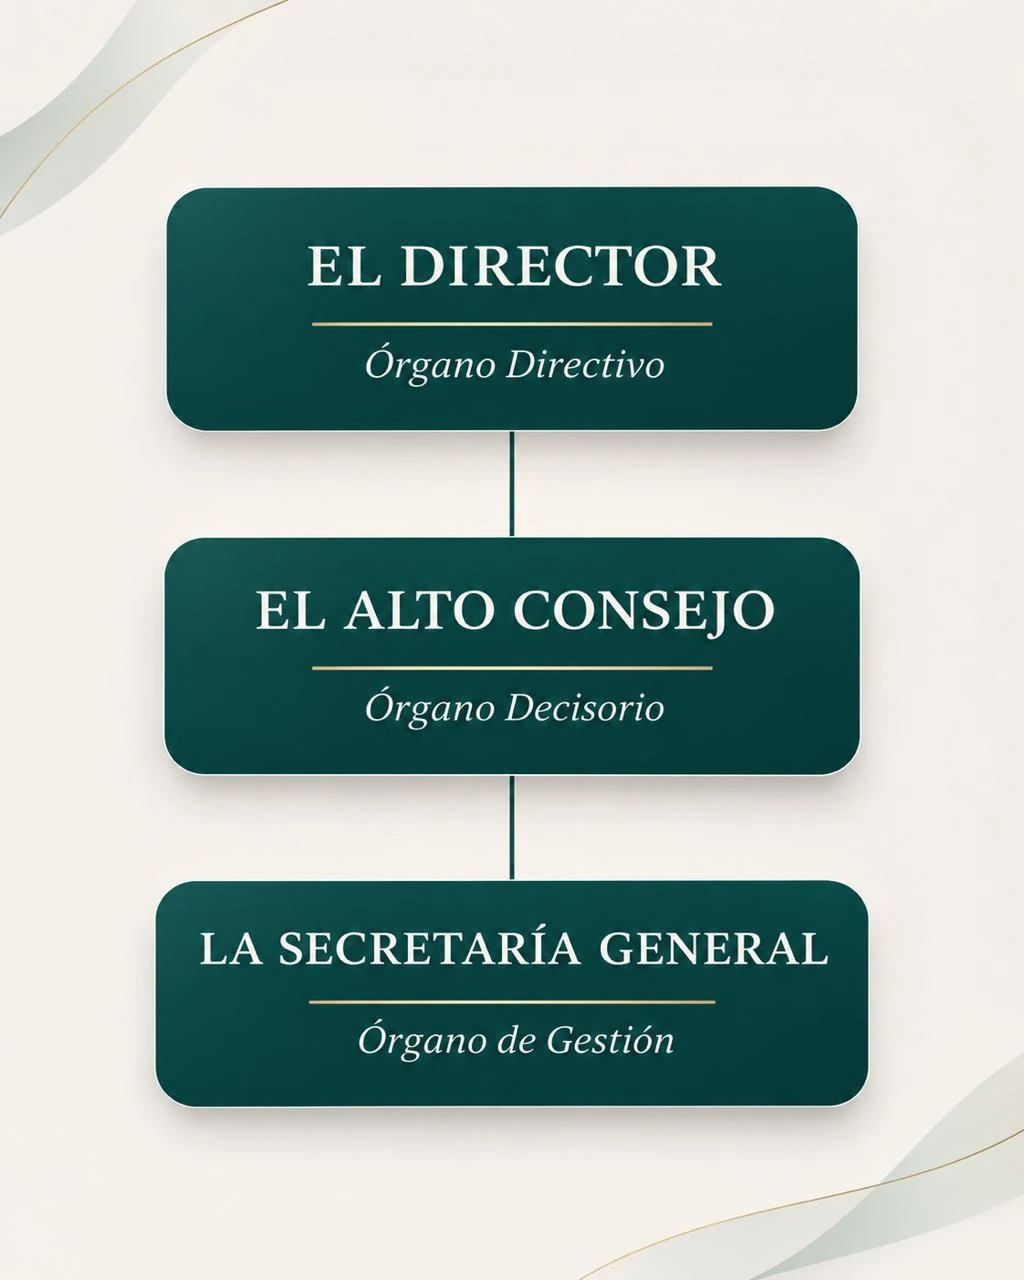 EL DIRECTOR
Órgano Directivo
EL ALTO CONSEJO
Órgano Decisorio
LA SECRETARÍA GENERAL
Órgano de Gestión